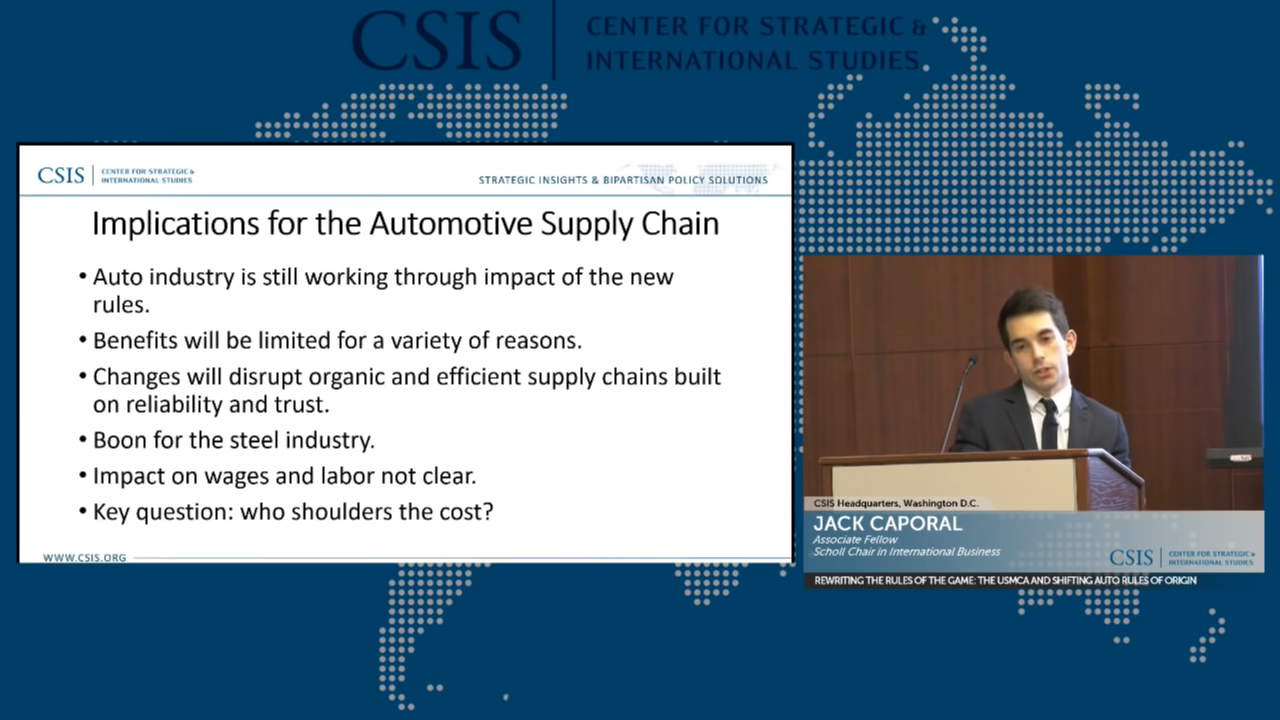 CSIS
CENTER FOR STRATEGIC &
INTERNATIONAL STUDIES
CSIS
CENTER FOR STRATEGIC &
INTERNATIONAL STUDIES
STRATEGIC INSIGHTS & BIPARTISAN POLICY SOLUTIONS
Implications for the Automotive Supply Chain
• Auto industry is still working through impact of the new
rules.
• Benefits will be limited for a variety of reasons.
• Changes will disrupt organic and efficient supply chains built
on reliability and trust.
• Boon for the steel industry.
• Impact on wages and labor not clear.
• Key question: who shoulders the cost?
WWW.CSIS.ORG
CSIS Headquarters, Washington D.C.
JACK CAPORAL
Associate Fellow
Scholl Chair in International Business
CSIS
CENTER FOR STRATEGIC &
INTERNATIONAL STUDIES
REWRITING THE RULES OF THE GAME: THE USMCA AND SHIFTING AUTO RULES OF ORIGIN